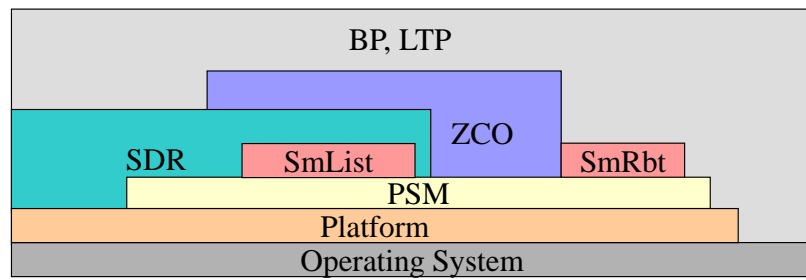 BP, LTP
ZCO
SDR
SmList
SmRbt
PSM
Platform
Operating System